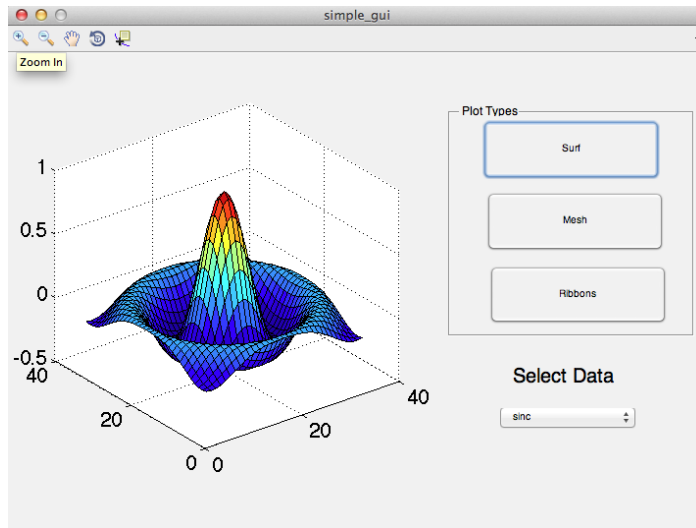 simple_gui
Zoom In
Plot Types
Surf
Mesh
Ribbons
Select Data
sinc
1
0.5
0
-0.5
40
20
0
0
20
40